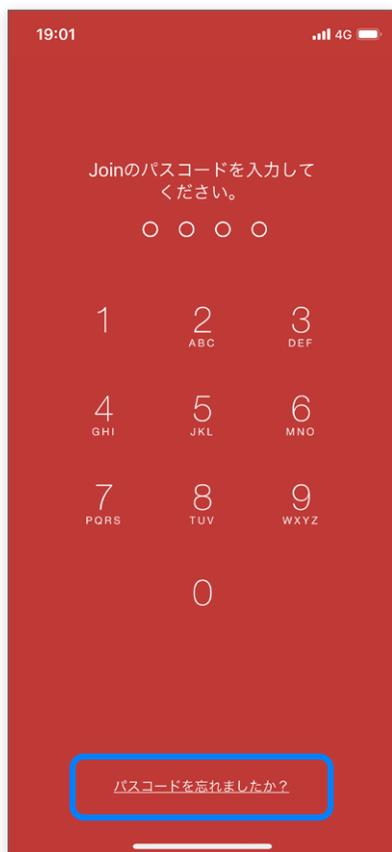 19:01 4G
Joinのパスコードを入力して
ください。
1 2 3
ABC DEF
4 5 6
GHI JKL MNO
7 8 9
PQRS TUV WXYZ
0
パスコードを忘れましたか？